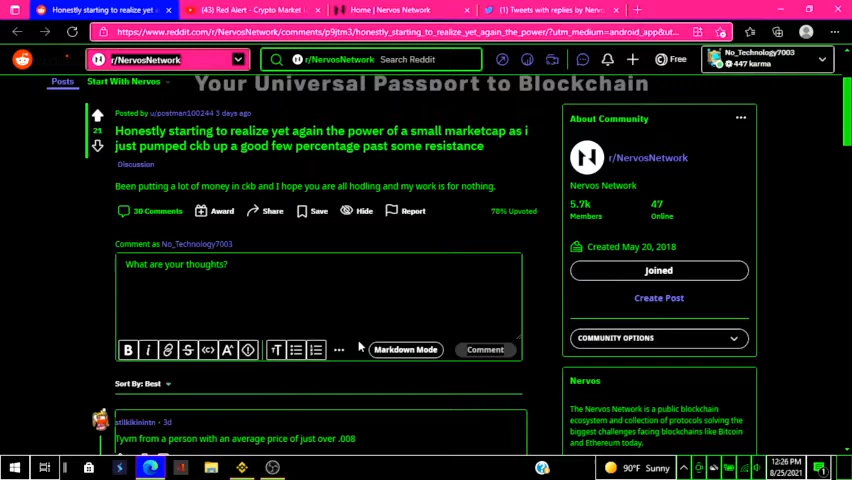 Honestly starting to realize yet a
(43) Red Alert - Crypto Market i
Home | Nervos Network
(1) Tweets with replies by Nervo
https://www.reddit.com/r/NervosNetwork/comments/p9jtm3/honestly_starting_to_realize_yet_again_the_power/?utm_medium=android_app&ut...
r/NervosNetwork
r/NervosNetwork Search Reddit
Free
No_Technology7003
447 karma
Posts
Start With Nervos
Your Universal Passport to Blockchain
Posted by u/postman100244 3 days ago
21
Honestly starting to realize yet again the power of a small marketcap as i
just pumped ckb up a good few percentage past some resistance
Discussion
Been putting a lot of money in ckb and I hope you are all hodling and my work is for nothing.
30 Comments
Award
Share
Save
Hide
Report
78% Upvoted
Comment as No_Technology7003
What are your thoughts?
Markdown Mode
Comment
Sort By: Best
stilkikinintn · 3d
Tyvm from a person with an average price of just over .008
About Community
r/NervosNetwork
Nervos Network
5.7k
47
Members
Online
Created May 20, 2018
Joined
Create Post
COMMUNITY OPTIONS
Nervos
The Nervos Network is a public blockchain
ecosystem and collection of protocols solving the
biggest challenges facing blockchains like Bitcoin
and Ethereum today.
90°F Sunny
12:26 PM
8/25/2021